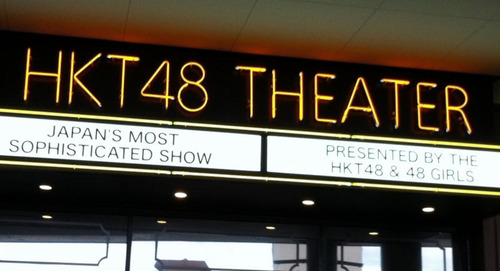 HKT48 THEATER
JAPAN'S MOST
SOPHISTICATED SHOW
PRESENTED BY THE
HKT48 & 48 GIRLS